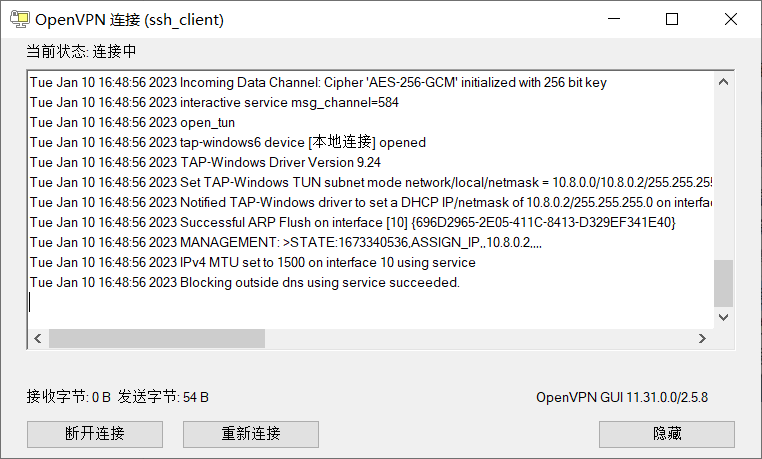 OpenVPN 连接 (ssh_client)
当前状态: 连接中
Tue Jan 10 16:48:56 2023 Incoming Data Channel: Cipher 'AES-256-GCM' initialized with 256 bit key
Tue Jan 10 16:48:56 2023 interactive service msg_channel=584
Tue Jan 10 16:48:56 2023 open_tun
Tue Jan 10 16:48:56 2023 tap-windows6 device [本地连接] opened
Tue Jan 10 16:48:56 2023 TAP-Windows Driver Version 9.24
Tue Jan 10 16:48:56 2023 Set TAP-Windows TUN subnet mode network/local/netmask = 10.8.0.0/10.8.0.2/255.255.255
Tue Jan 10 16:48:56 2023 Notified TAP-Windows driver to set a DHCP IP/netmask of 10.8.0.2/255.255.255.0 on interfac
Tue Jan 10 16:48:56 2023 Successful ARP Flush on interface [10] {696D2965-2E05-411C-8413-D329EF341E40}
Tue Jan 10 16:48:56 2023 MANAGEMENT: >STATE:1673340536,ASSIGN_IP,,10.8.0.2,,,,
Tue Jan 10 16:48:56 2023 IPv4 MTU set to 1500 on interface 10 using service
Tue Jan 10 16:48:56 2023 Blocking outside dns using service succeeded.
接收字节: 0 B 发送字节: 54 B OpenVPN GUI 11.31.0.0/2.5.8
断开连接 重新连接 隐藏